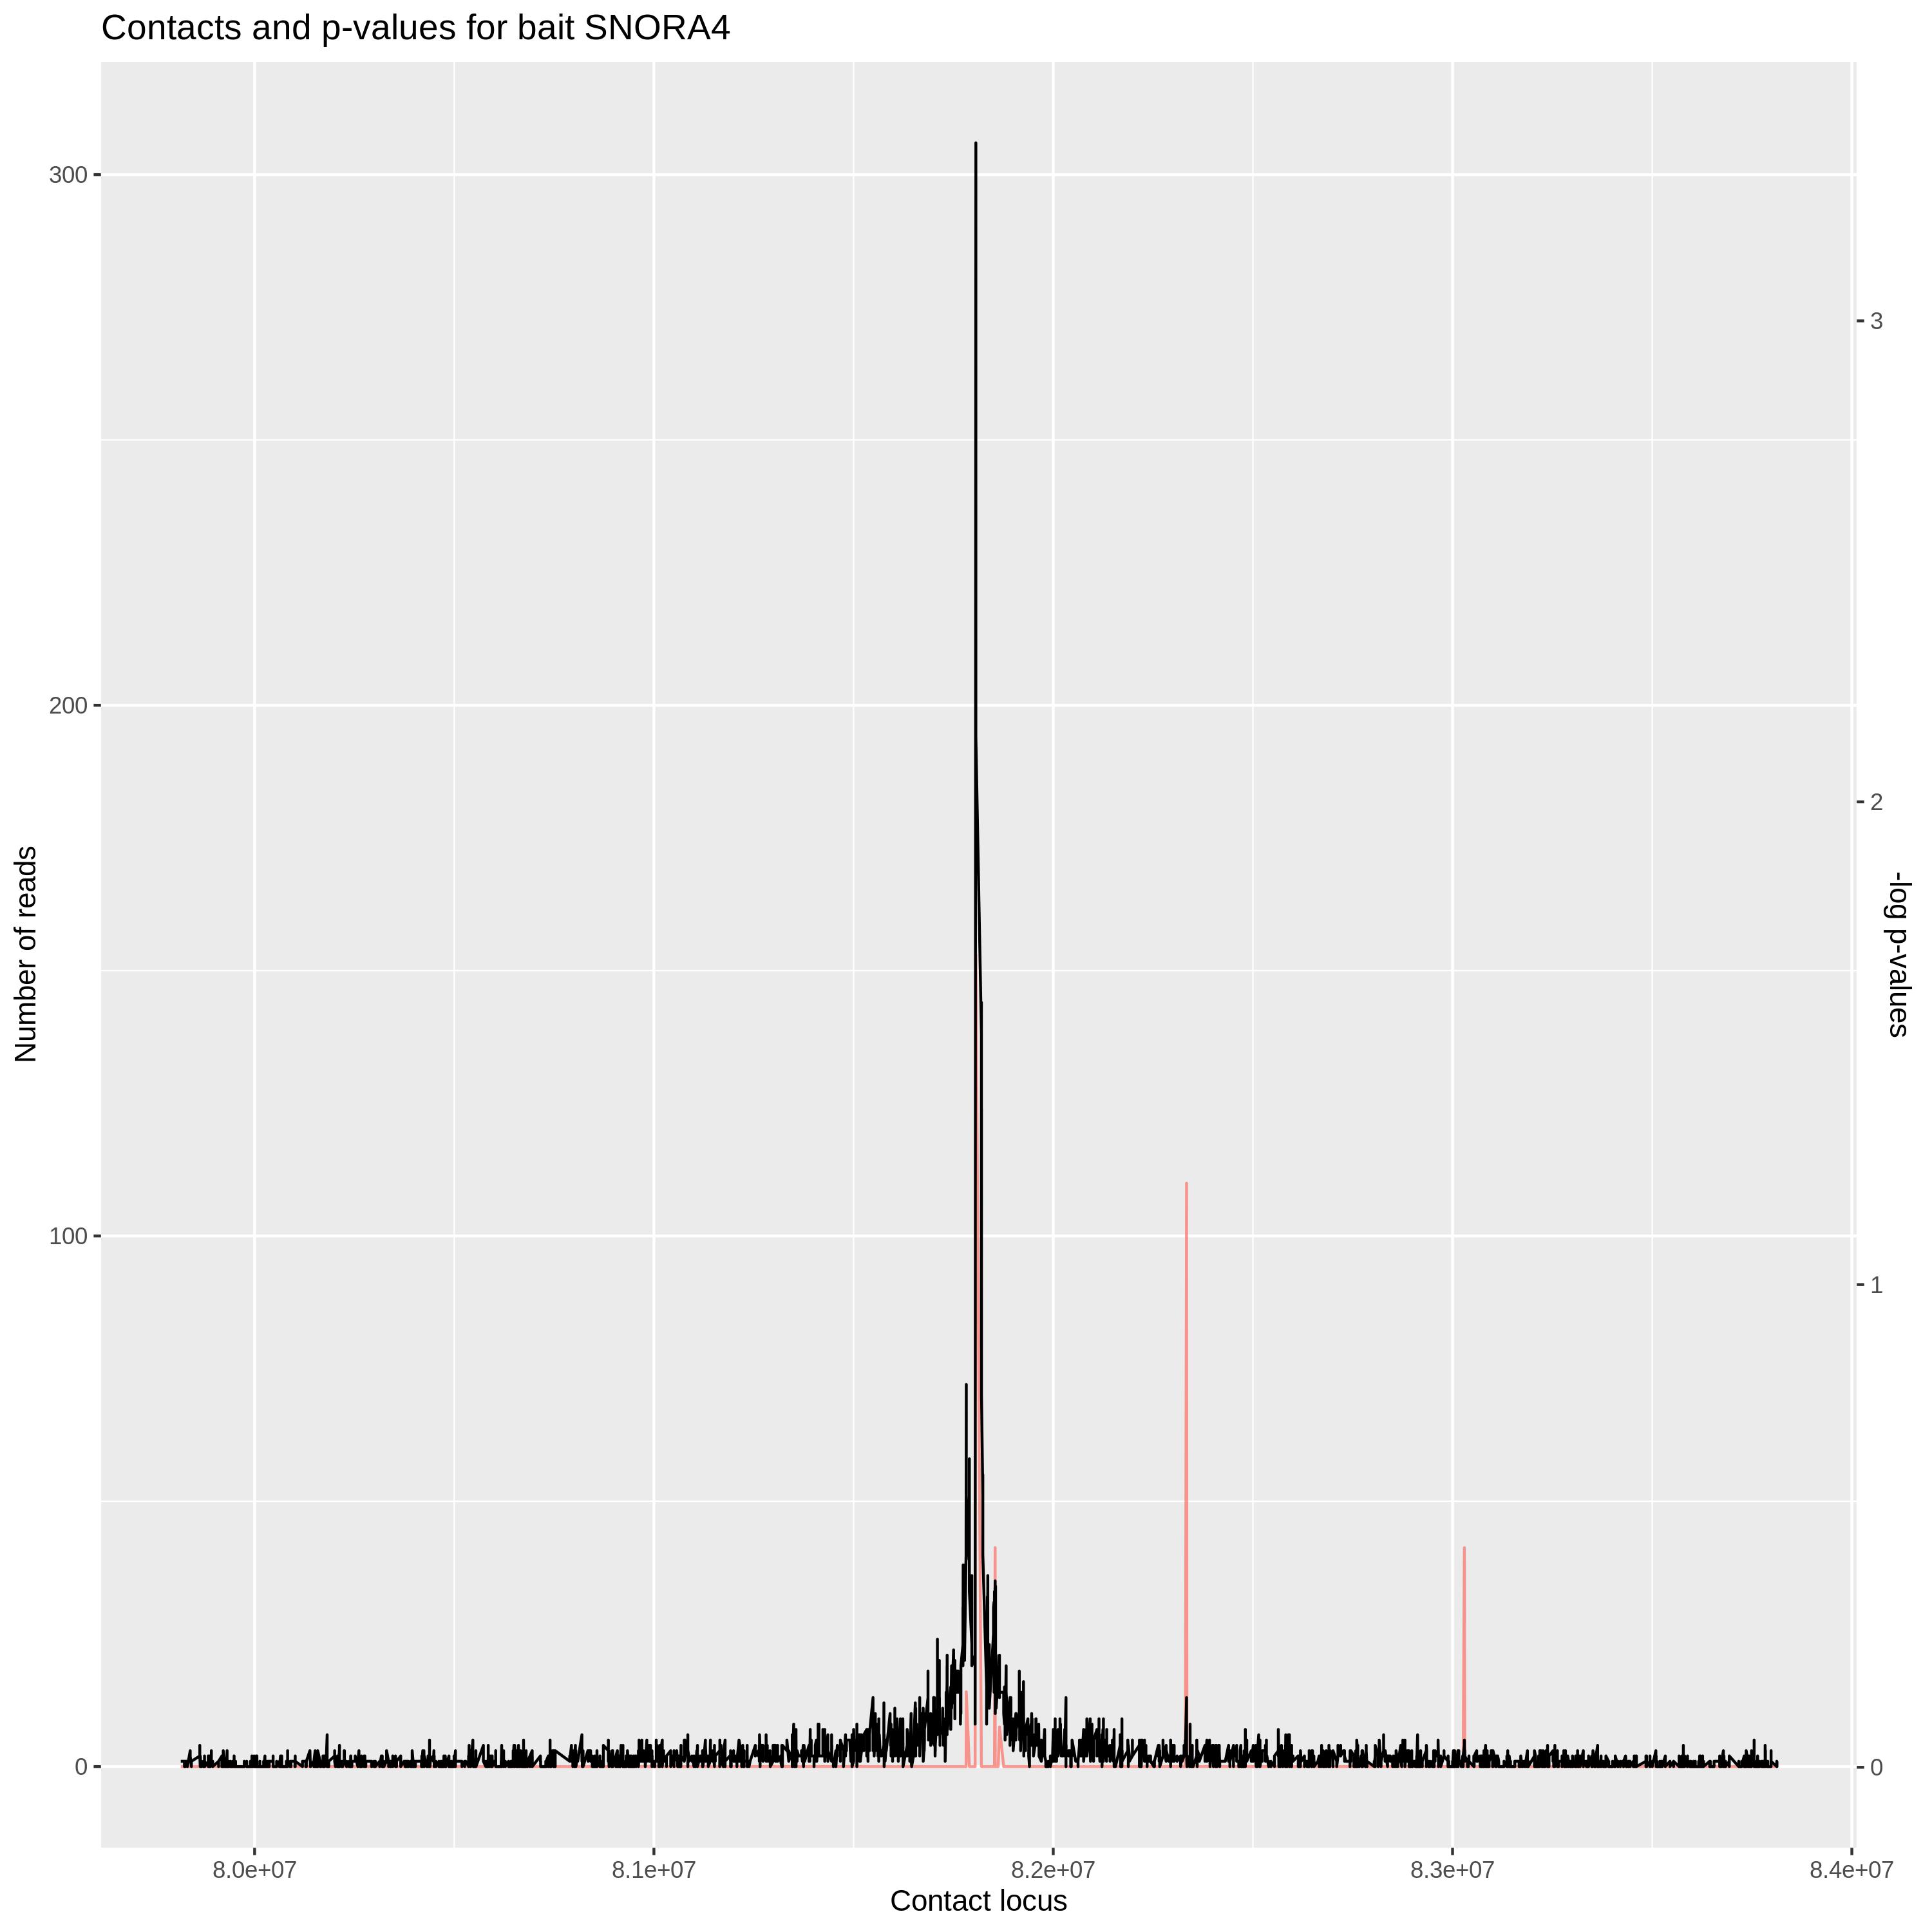 Contacts and p-values for bait SNORA4
300
200
100
0
Number of reads
3
2
1
0
-log p-values
8.0e+07
8.1e+07
8.2e+07
8.3e+07
8.4e+07
Contact locus